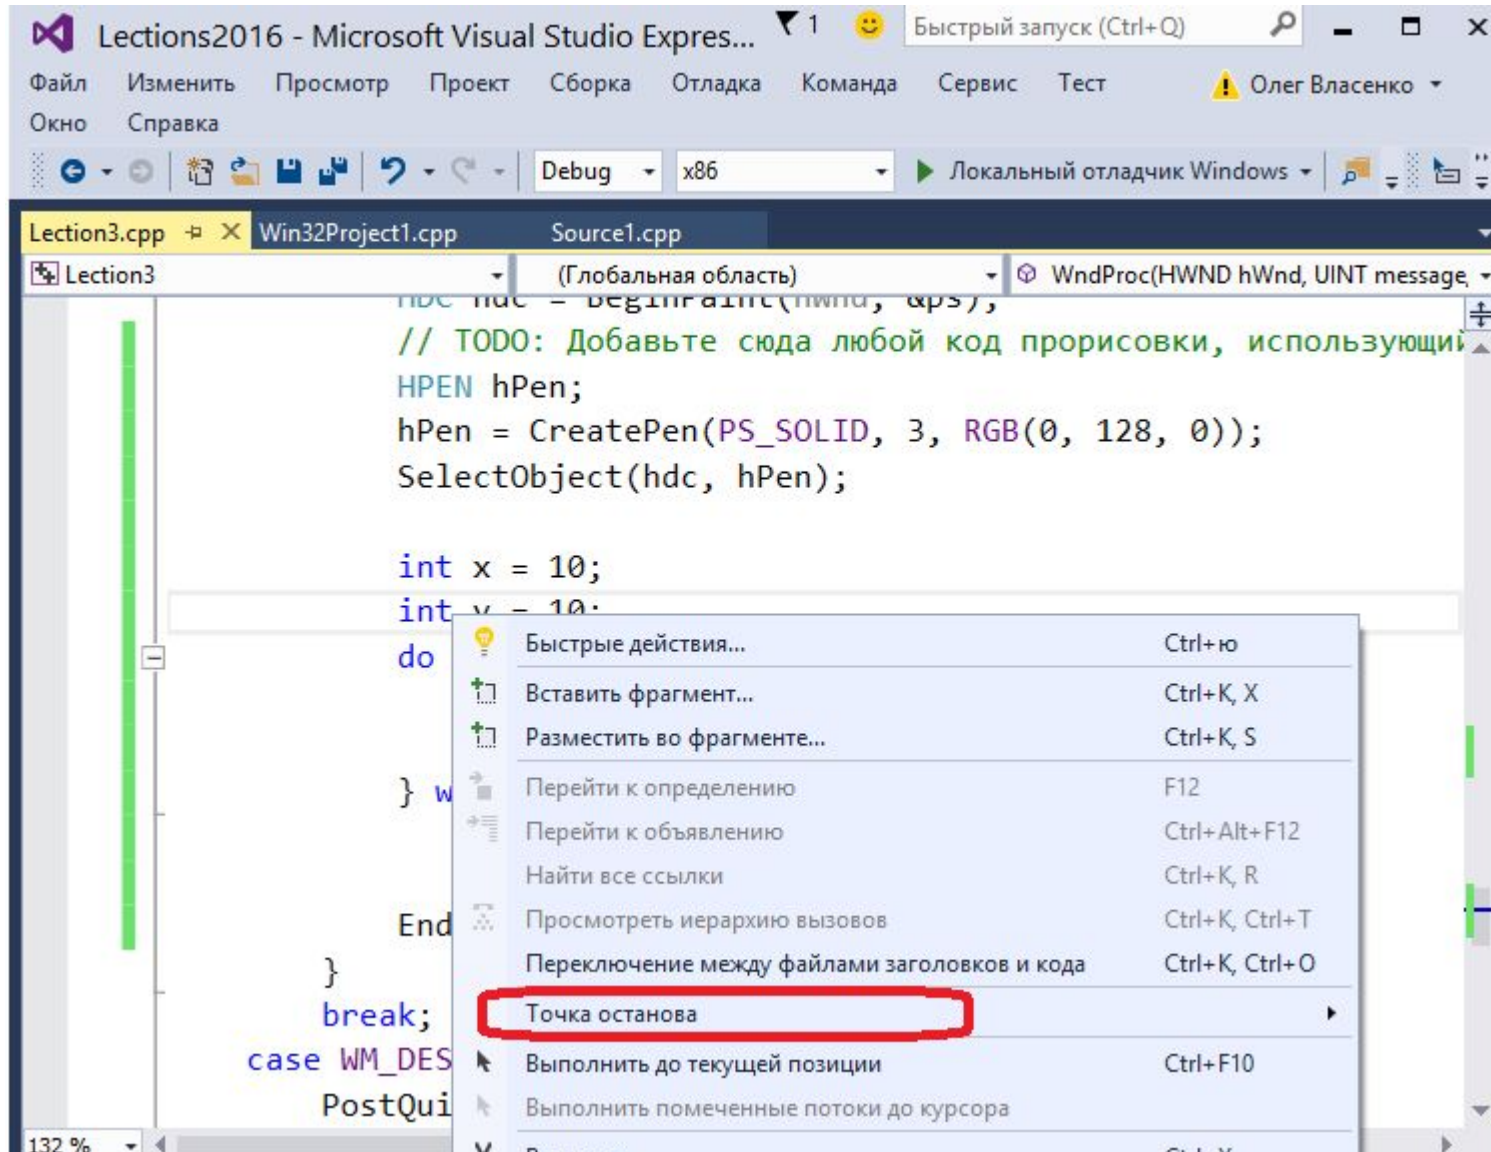 Lections2016 - Microsoft Visual Studio Expres... 1 Быстрый запуск (Ctrl+Q)
Файл Изменить Просмотр Проект Сборка Отладка Команда Сервис Тест Олег Власенко
Окно Справка
Debug x86 Локальный отладчик Windows
Lection3.cpp Win32Project1.cpp Source1.cpp
Lection3 (Глобальная область) WndProc(HWND hWnd, UINT message,
HDC hdc = BeginPaint(hWnd, &ps);
// TODO: Добавьте сюда любой код прорисовки, использующий
HPEN hPen;
hPen = CreatePen(PS_SOLID, 3, RGB(0, 128, 0));
SelectObject(hdc, hPen);
int x = 10;
int y = 10;
Быстрые действия... Ctrl+ю
do
Вставить фрагмент... Ctrl+K, X
Разместить во фрагменте... Ctrl+K, S
} w Перейти к определению F12
Перейти к объявлению Ctrl+Alt+F12
Найти все ссылки Ctrl+K, R
End Просмотреть иерархию вызовов Ctrl+K, Ctrl+T
} Переключение между файлами заголовков и кода Ctrl+K, Ctrl+O
break; Точка останова
case WM_DES Выполнить до текущей позиции Ctrl+F10
PostQui Выполнить помеченные потоки до курсора
132 %